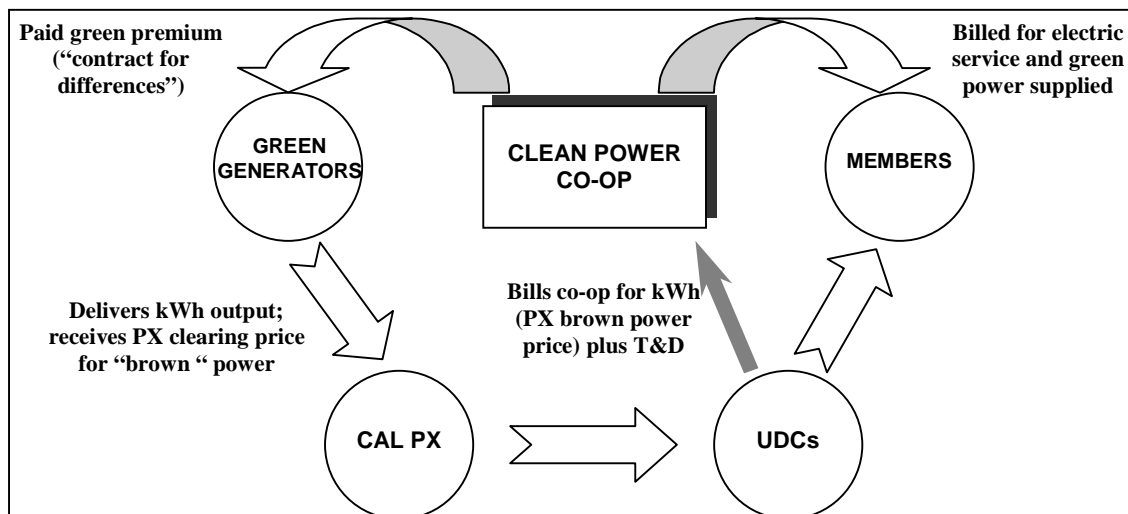 Paid green premium
(“contract for
differences”)
Billed for electric
service and green
power supplied
GREEN
GENERATORS
CLEAN POWER
CO-OP
MEMBERS
Delivers kWh output;
receives PX clearing price
for “brown “ power
Bills co-op for kWh
(PX brown power
price) plus T&D
CAL PX
UDCs